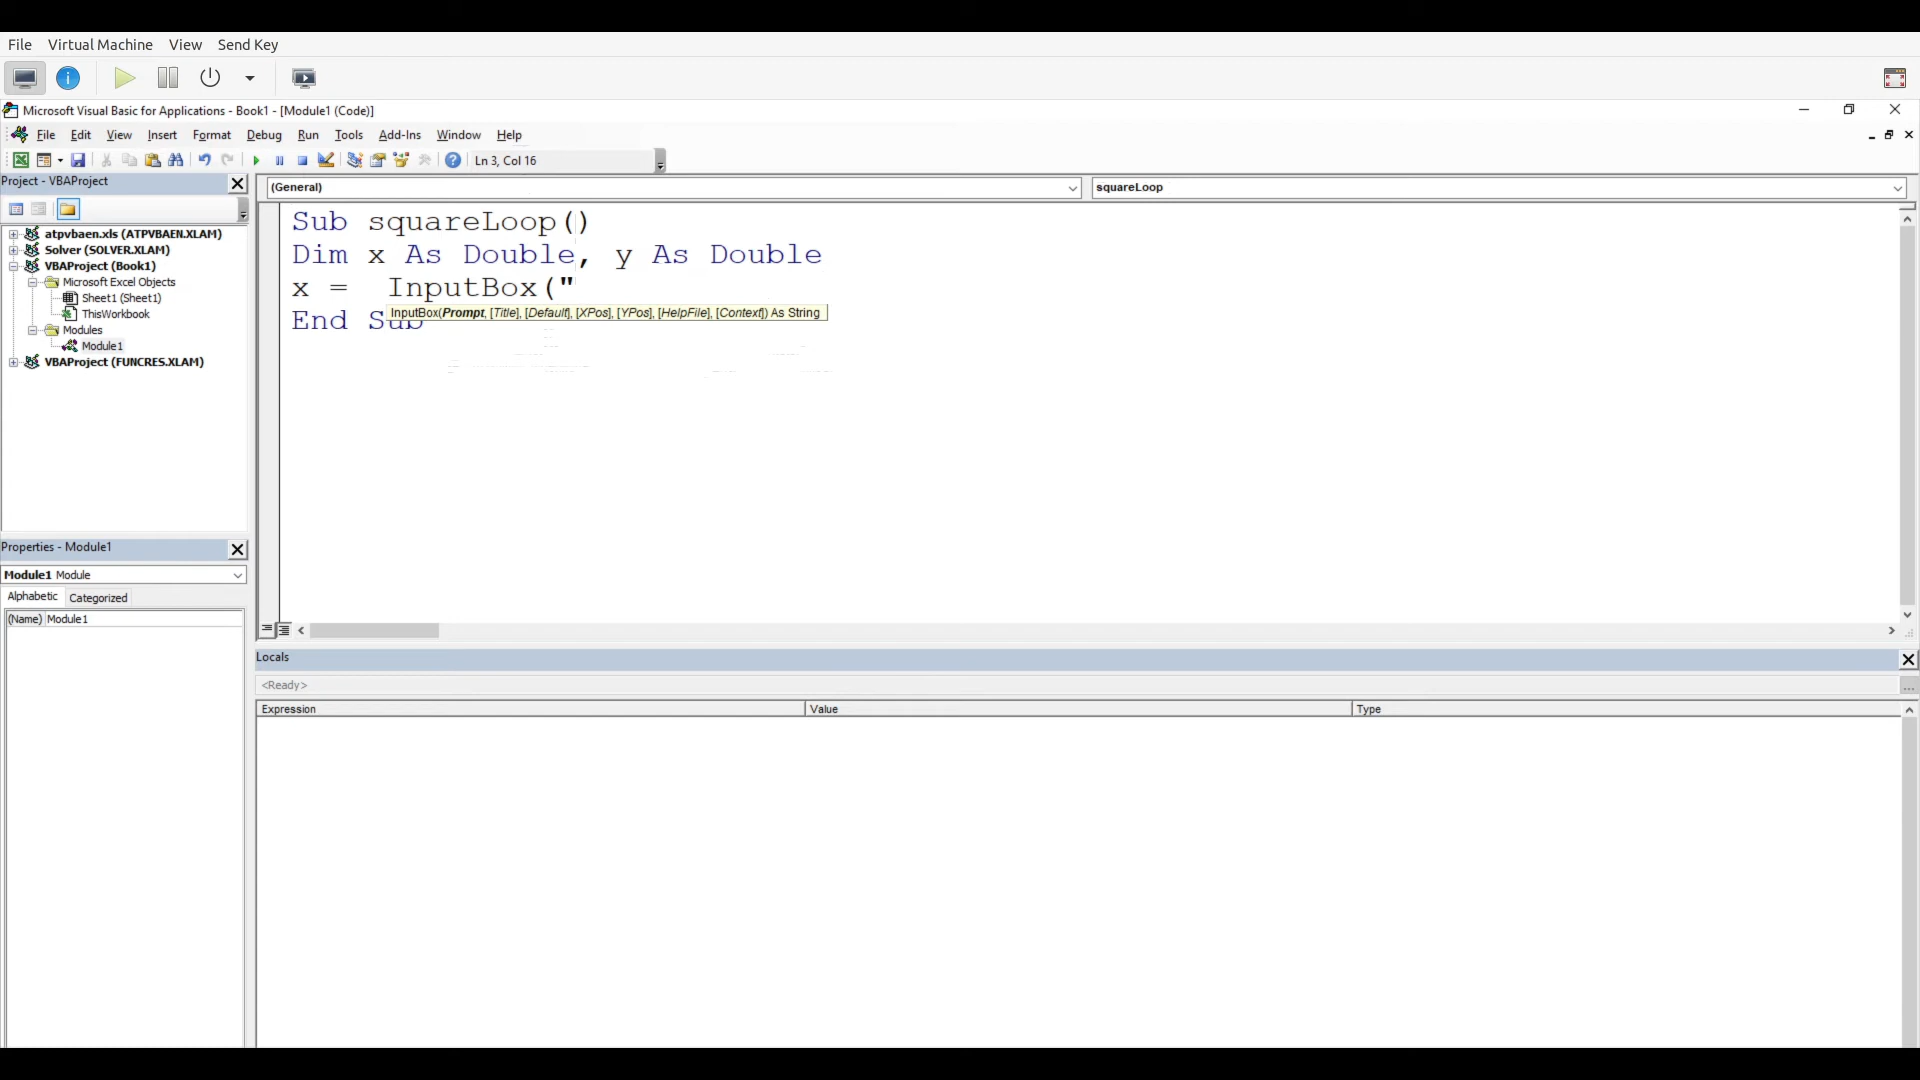 File Virtual Machine View Send Key
Microsoft Visual Basic for Applications - Book1 - [Module1 (Code)]
File Edit View Insert Format Debug Run Tools Add-Ins Window Help
Ln 3, Col 16
Project - VBAProject
(General)
squareLoop
atpvbaen.xls (ATPVBAEN.XLAM)
Solver (SOLVER.XLAM)
VBAProject (Book1)
Microsoft Excel Objects
Sheet1 (Sheet1)
ThisWorkbook
Modules
Module1
VBAProject (FUNCRES.XLAM)
Sub squareLoop()
Dim x As Double, y As Double
x =  InputBox("
InputBox(Prompt, [Title], [Default], [XPos], [YPos], [HelpFile], [Context]) As String
End Sub
Properties - Module1
Module1 Module
Alphabetic Categorized
(Name) Module1
Locals
<Ready>
...
Expression Value Type